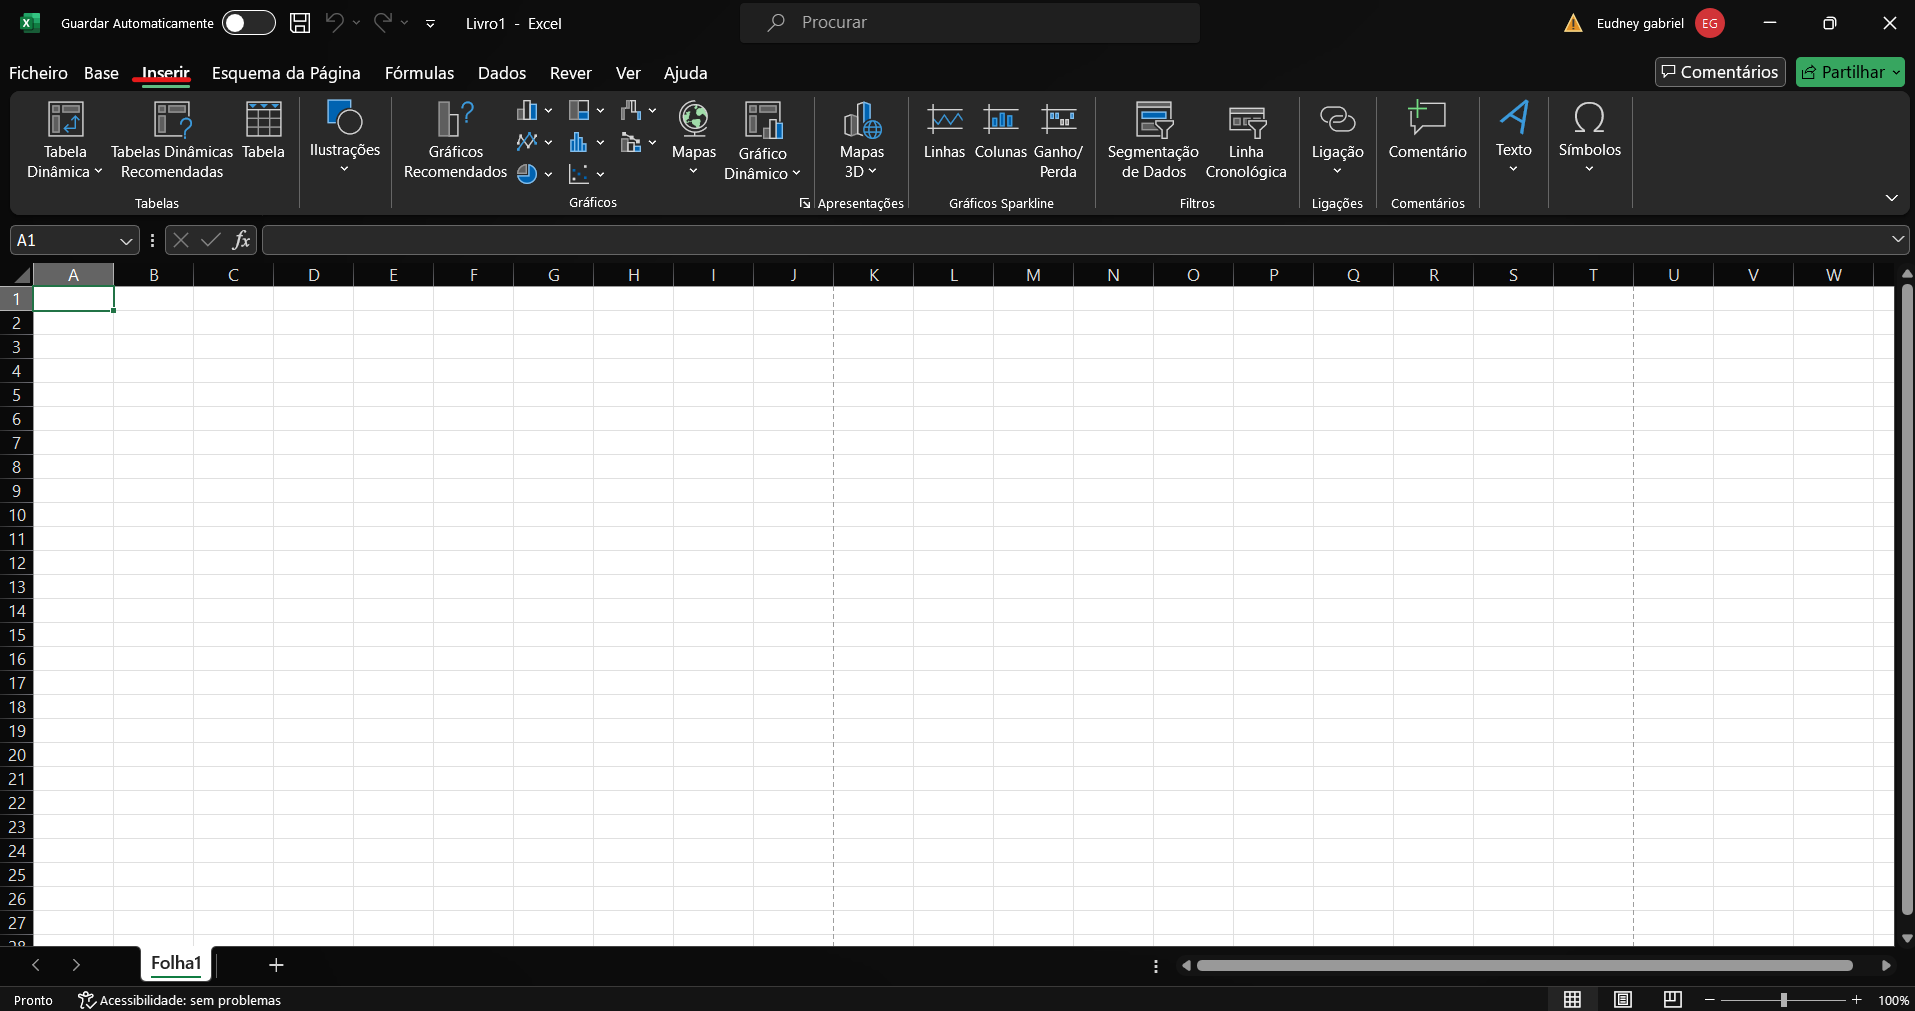 Guardar Automaticamente
Livro1 - Excel
Procurar
Eudney gabriel
EG
Ficheiro Base Inserir Esquema da Página Fórmulas Dados Rever Ver Ajuda
Comentários
Partilhar
Tabela
Dinâmica
Tabelas Dinâmicas
Recomendadas
Tabela
Tabelas
Ilustrações
Gráficos
Recomendados
Mapas
Gráfico
Dinâmico
Gráficos
Mapas
3D
Apresentações
Linhas
Colunas
Ganho/
Perda
Gráficos Sparkline
Segmentação
de Dados
Linha
Cronológica
Filtros
Ligação
Ligações
Comentário
Comentários
Texto
Símbolos
A1
fx
A B C D E F G H I J K L M N O P Q R S T U V W
1
2
3
4
5
6
7
8
9
10
11
12
13
14
15
16
17
18
19
20
21
22
23
24
25
26
27
28
Folha1
Pronto
Acessibilidade: sem problemas
100%